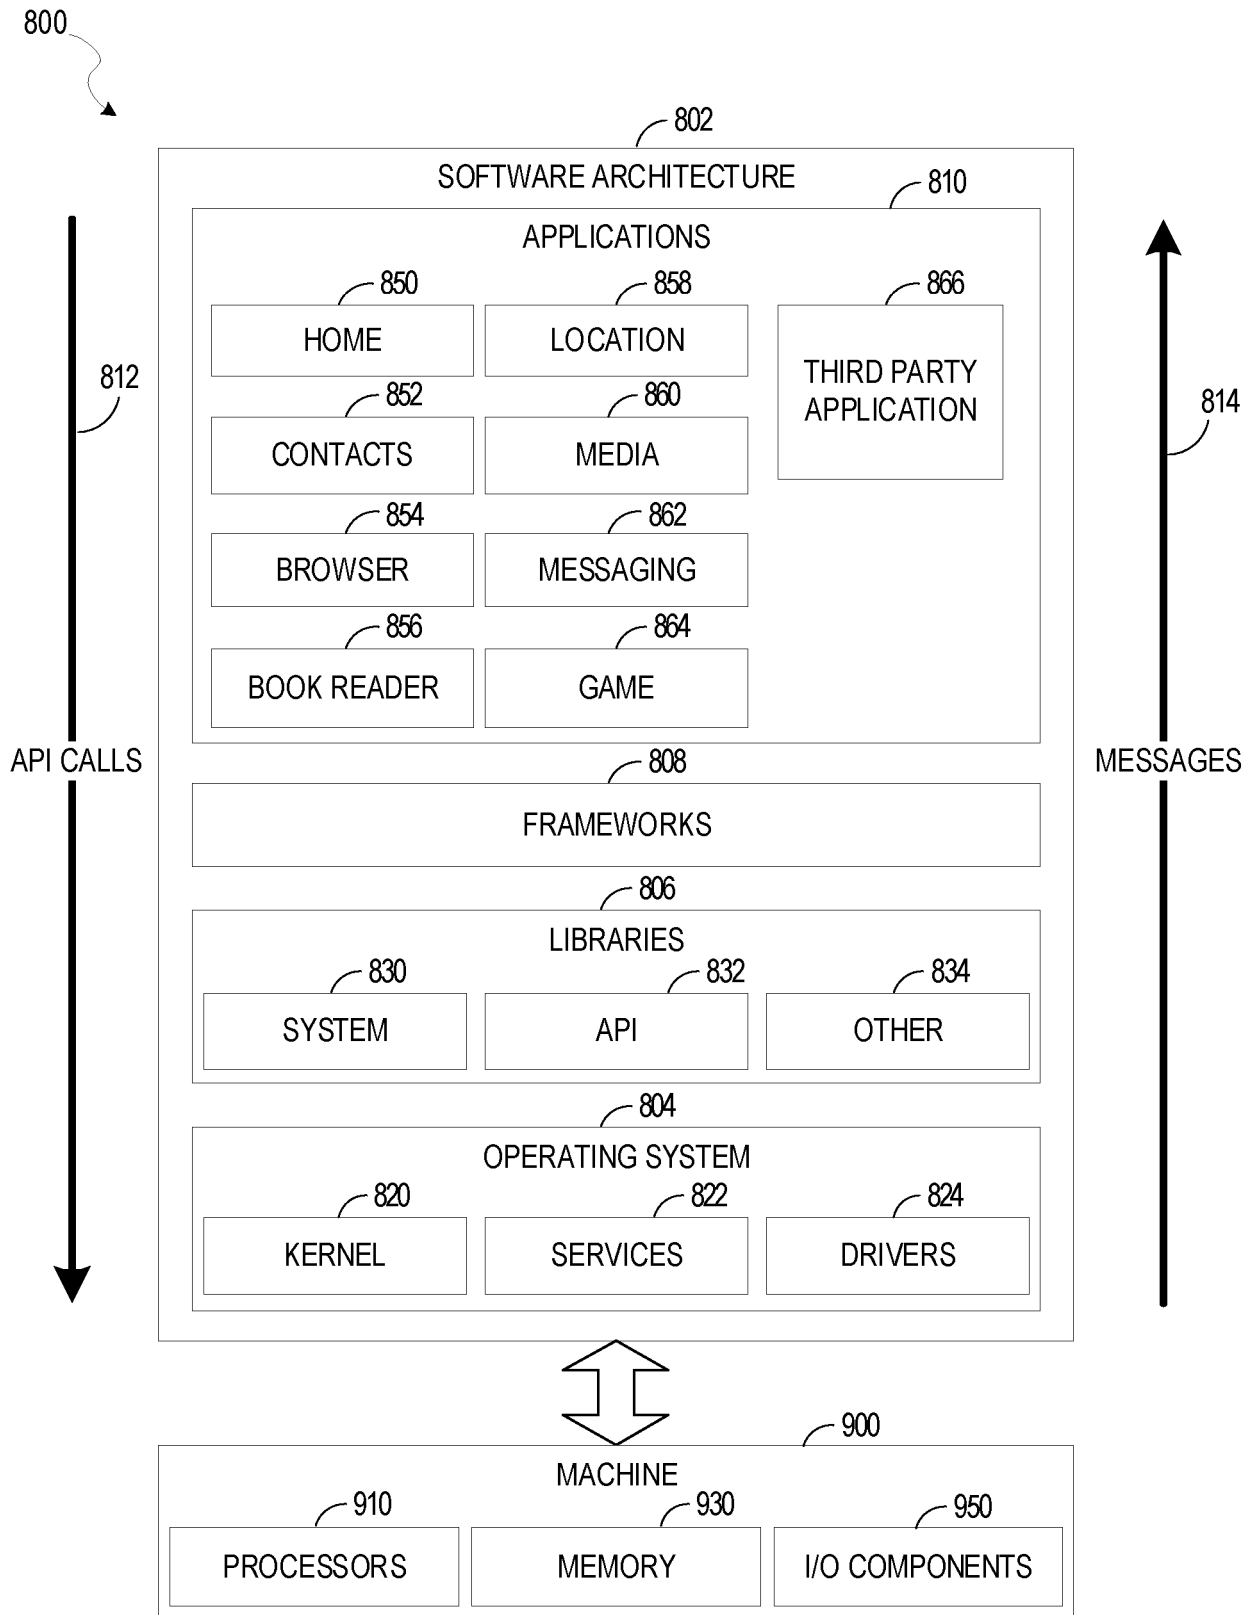 800
802
SOFTWARE ARCHITECTURE
810
APPLICATIONS
850
858
866
HOME
LOCATION
THIRD PARTY
APPLICATION
812
852
860
814
CONTACTS
MEDIA
854
862
BROWSER
MESSAGING
856
864
BOOK READER
GAME
API CALLS
MESSAGES
808
FRAMEWORKS
806
LIBRARIES
830
832
834
SYSTEM
API
OTHER
804
OPERATING SYSTEM
820
822
824
KERNEL
SERVICES
DRIVERS
900
MACHINE
910
930
950
PROCESSORS
MEMORY
I/O COMPONENTS